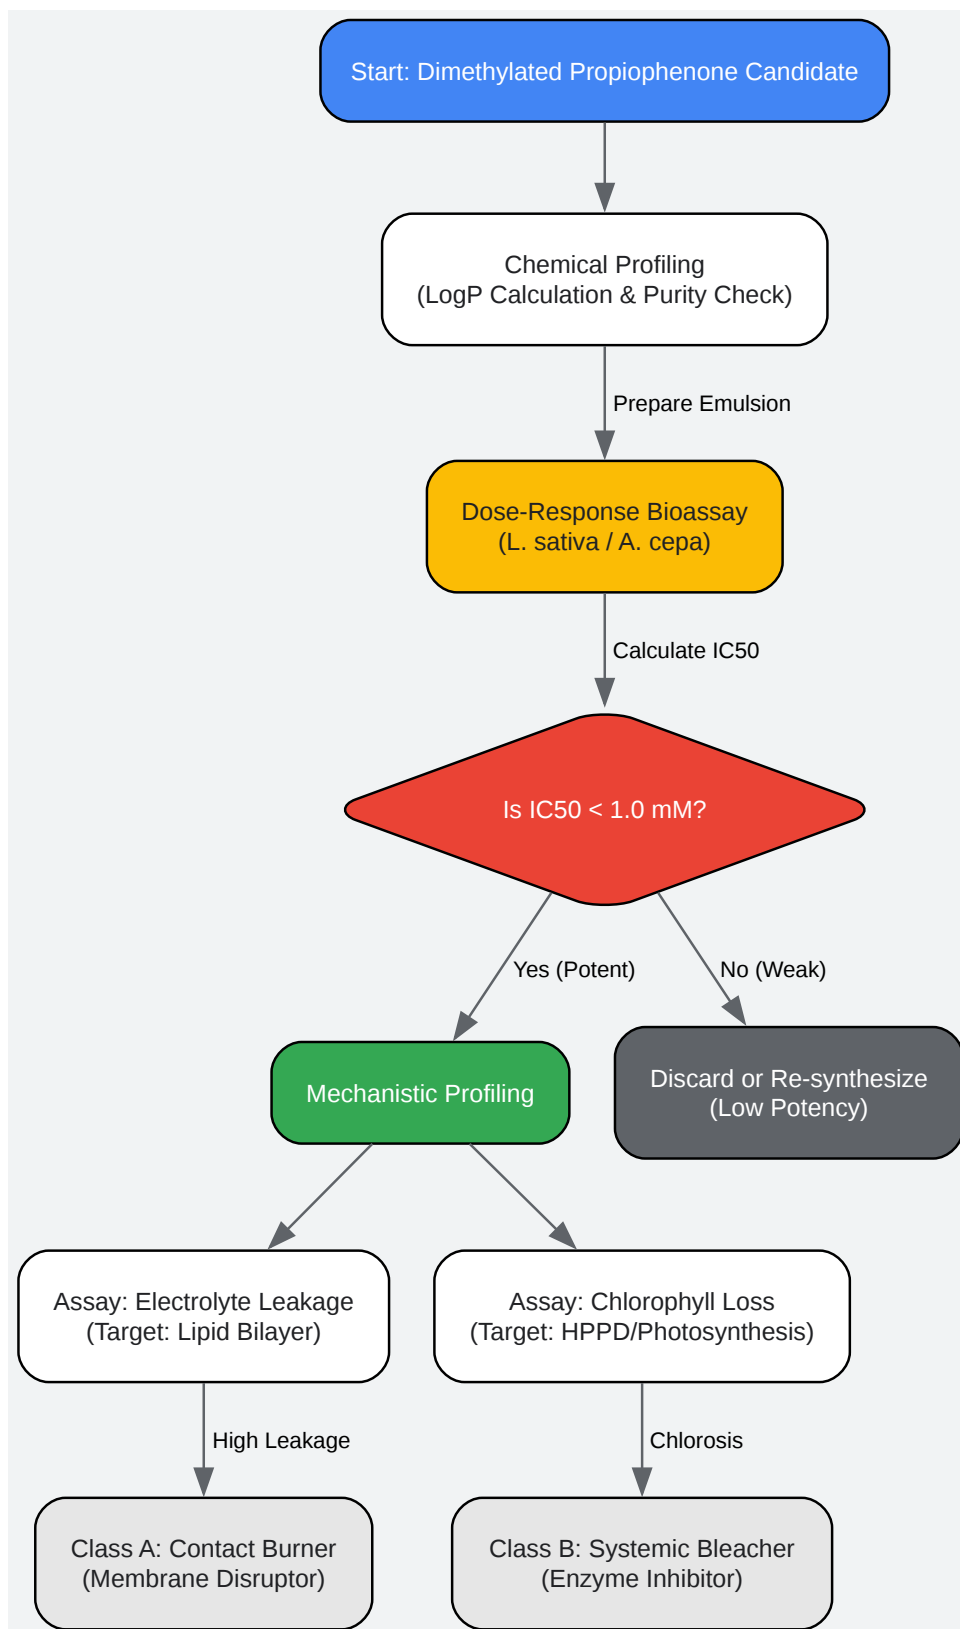 Start: Dimethylated Propiophenone Candidate
Chemical Profiling
(LogP Calculation & Purity Check)
Prepare Emulsion
Dose-Response Bioassay
(L. sativa / A. cepa)
Calculate IC50
Is IC50 < 1.0 mM?
Yes (Potent)
No (Weak)
Mechanistic Profiling
Discard or Re-synthesize
(Low Potency)
Assay: Electrolyte Leakage
(Target: Lipid Bilayer)
Assay: Chlorophyll Loss
(Target: HPPD/Photosynthesis)
High Leakage
Chlorosis
Class A: Contact Burner
(Membrane Disruptor)
Class B: Systemic Bleacher
(Enzyme Inhibitor)